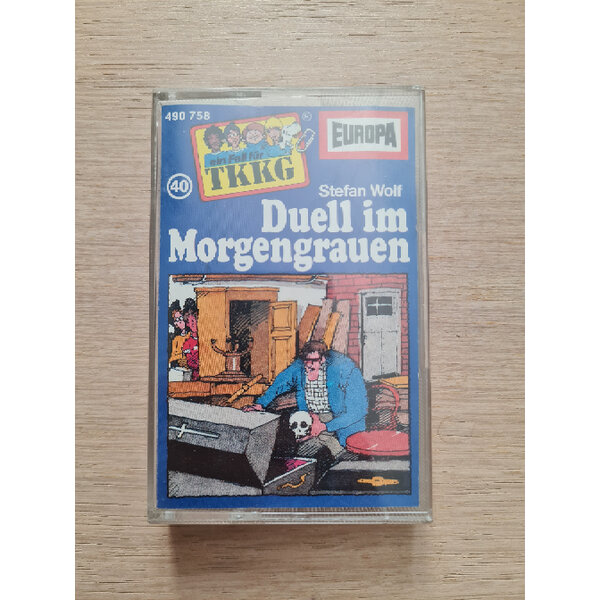 490 758
ein Fall für
TKKG
®
EUROPA
40
Stefan Wolf
Duell im
Morgengrauen